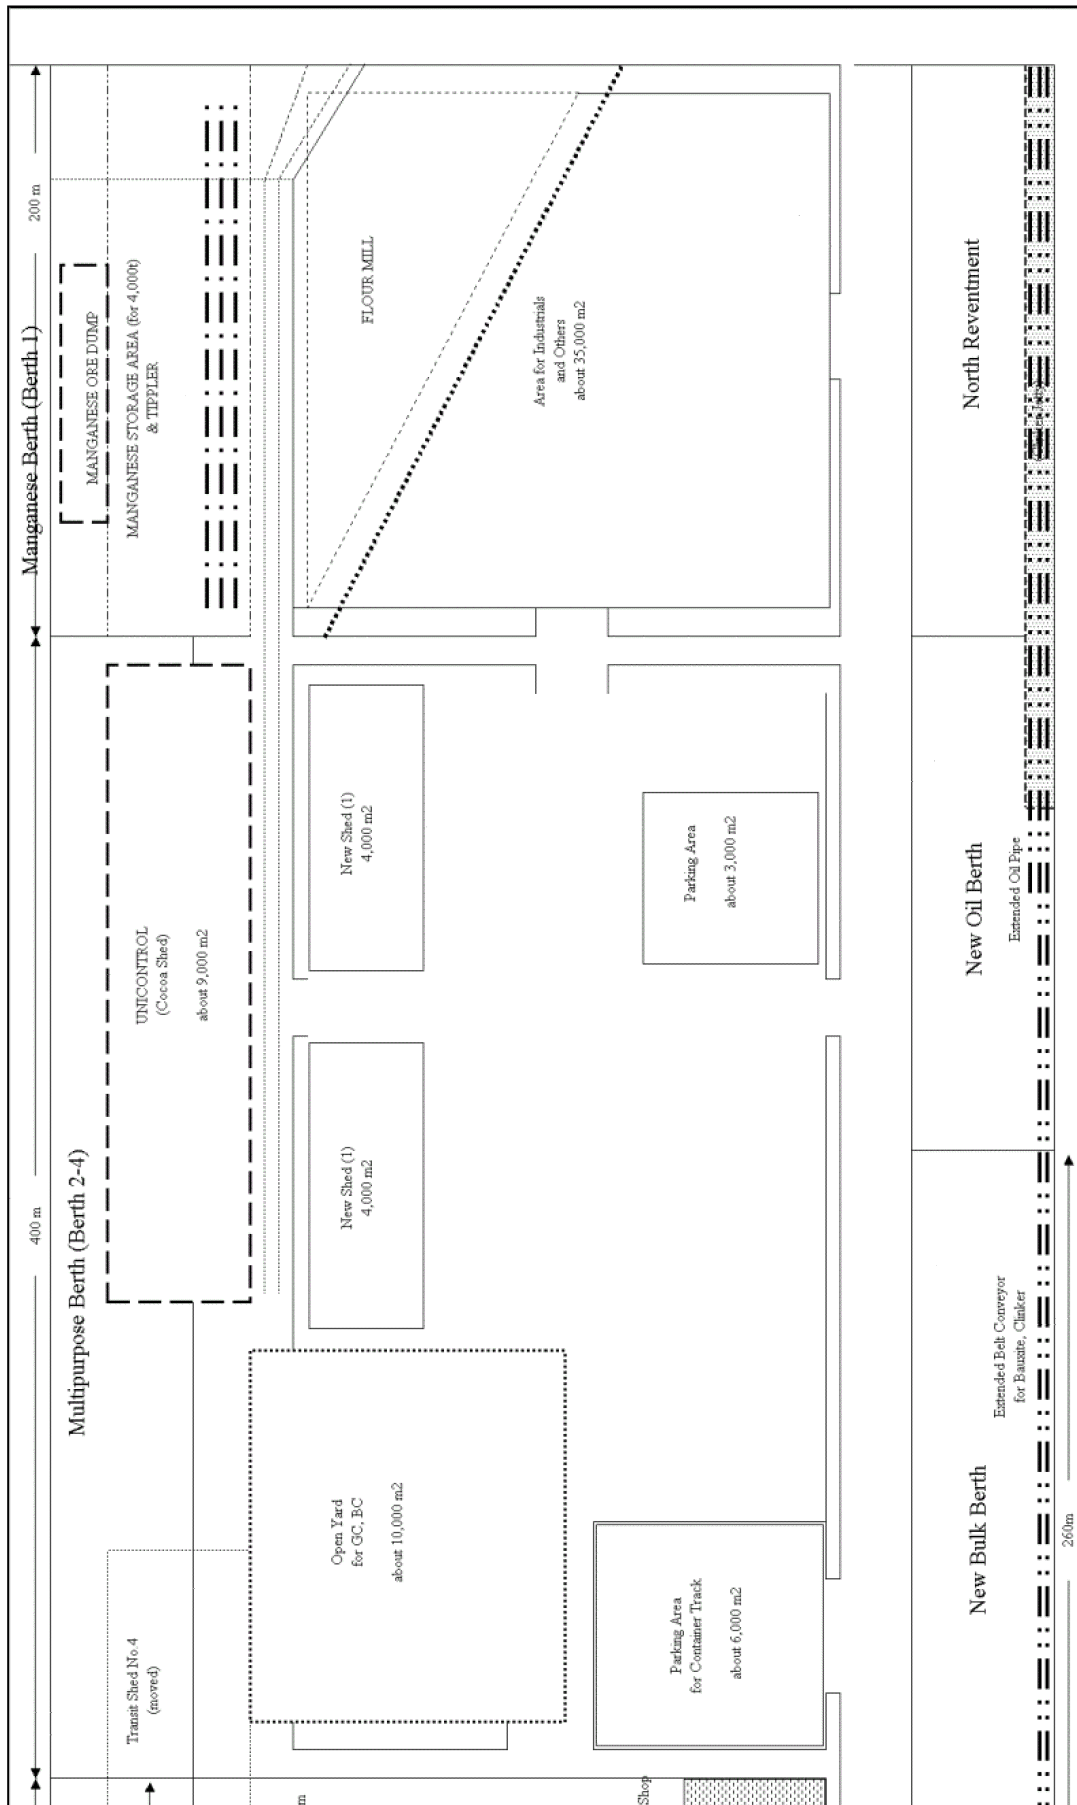 Manganese Berth (Berth 1)
200 m
MANGANESE ORE DUMP
MANGANESE STORAGE AREA (for 4,000t)
& TIPPLER
FLOUR MILL
Area for Industrials
and Others
about 35,000 m2
North Reventment
Multipurpose Berth (Berth 2-4)
400 m
UNICONTROL
(Cocoa Shed)
about 9,000 m2
New Shed (1)
4,000 m2
Parking Area
about 3,000 m2
New Oil Berth
Extended Oil Pipe
New Shed (1)
4,000 m2
Transit Shed No.4
(moved)
Open Yard
for GC, BC
about 10,000 m2
Parking Area
for Container Track
about 6,000 m2
New Bulk Berth
Extended Belt Conveyor
for Bauxite, Clinker
260m
m
Shop